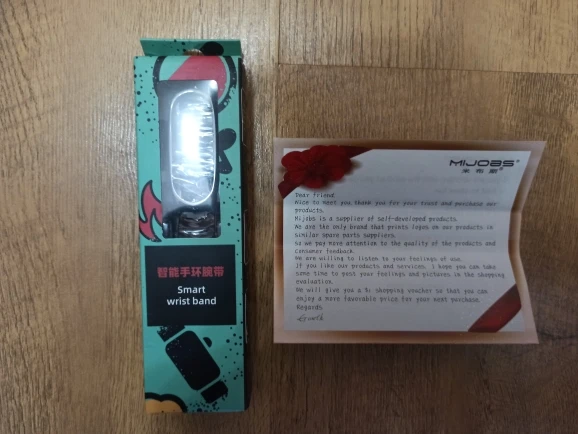 智能手环腕带
Smart
wrist band
MIJOBS®
米布斯
Dear friend
Nice to meet you, thank you for your trust and purchase our
products.
Mijobs is a supplier of self-developed products.
We are the only brand that prints logos on our products in
similar spare parts suppliers.
So we pay more attention to the quality of the products and
consumer feedback.
We are willing to listen to your feelings of use.
If you like our products and services, I hope you can take
some time to post your feelings and pictures in the shopping
evaluation.
We will give you a shopping voucher so that you can
enjoy a more favorable price for your next purchase.
Regards